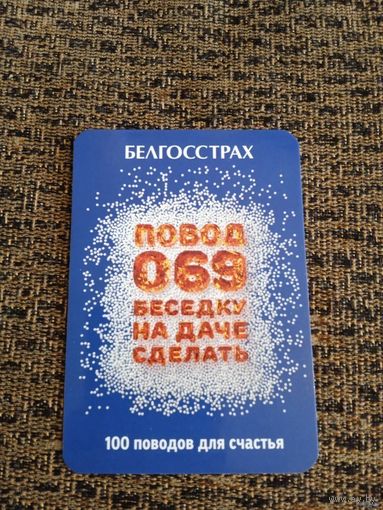 БЕЛГОССТРАХ
ПОВОД
069
БЕСЕДКУ
НА ДАЧЕ
СДЕЛАТЬ
100 поводов для счастья